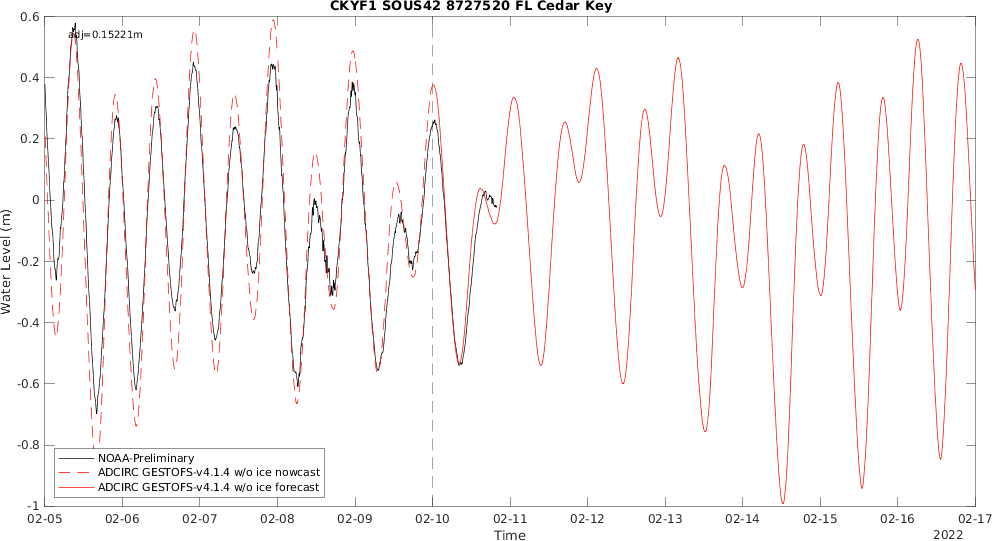 CKYF1 SOUS42 8727520 FL Cedar Key
adj=0.15221m
0.6
0.4
0.2
0
-0.2
-0.4
-0.6
-0.8
-1
Water Level (m)
NOAA-Preliminary
ADCIRC GESTOFS-v4.1.4 w/o ice nowcast
ADCIRC GESTOFS-v4.1.4 w/o ice forecast
02-05 02-06 02-07 02-08 02-09 02-10 02-11 02-12 02-13 02-14 02-15 02-16 02-17
Time
2022